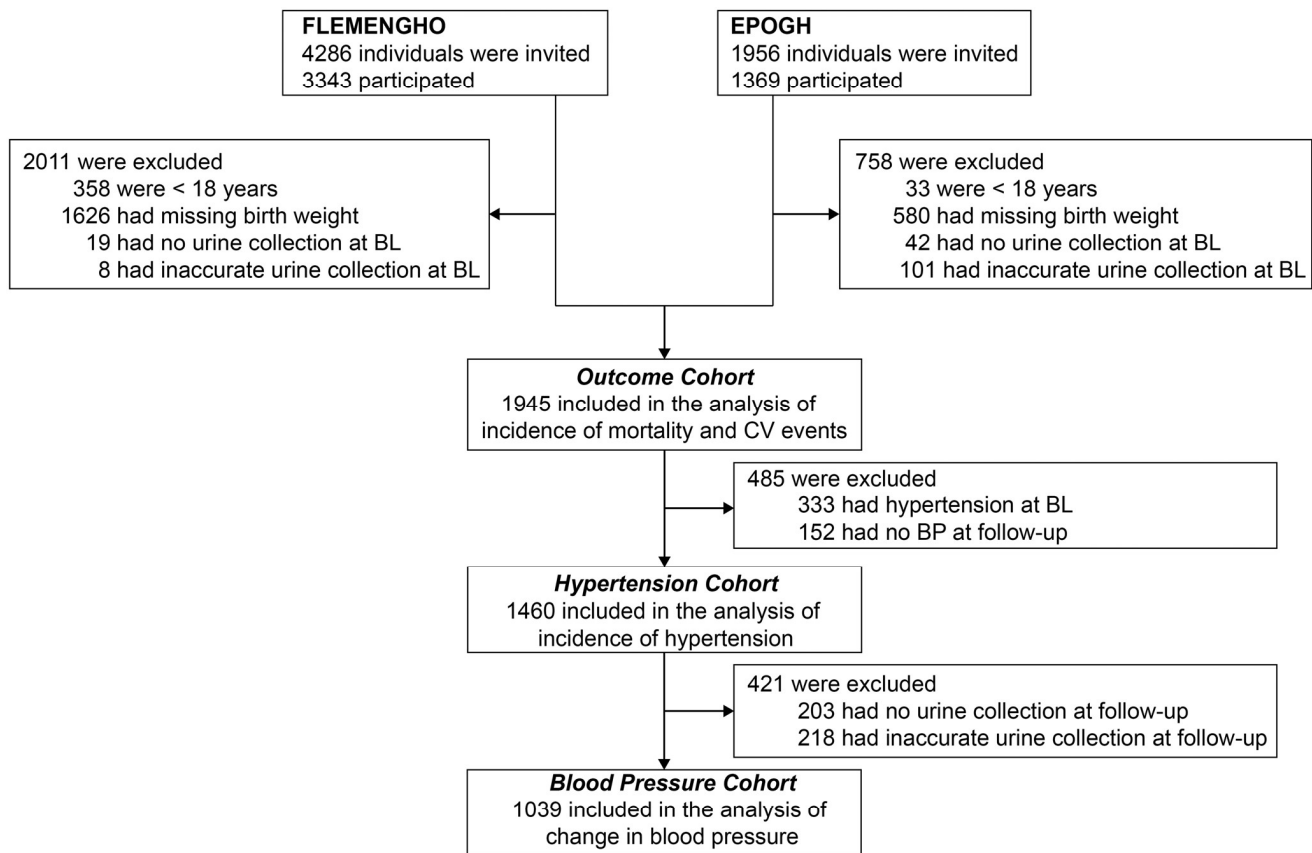 FLEMENGHO
4286 individuals were invited
3343 participated
EPOGH
1956 individuals were invited
1369 participated
2011 were excluded
358 were < 18 years
1626 had missing birth weight
19 had no urine collection at BL
8 had inaccurate urine collection at BL
758 were excluded
33 were < 18 years
580 had missing birth weight
42 had no urine collection at BL
101 had inaccurate urine collection at BL
Outcome Cohort
1945 included in the analysis of
incidence of mortality and CV events
485 were excluded
333 had hypertension at BL
152 had no BP at follow-up
Hypertension Cohort
1460 included in the analysis of
incidence of hypertension
421 were excluded
203 had no urine collection at follow-up
218 had inaccurate urine collection at follow-up
Blood Pressure Cohort
1039 included in the analysis of
change in blood pressure